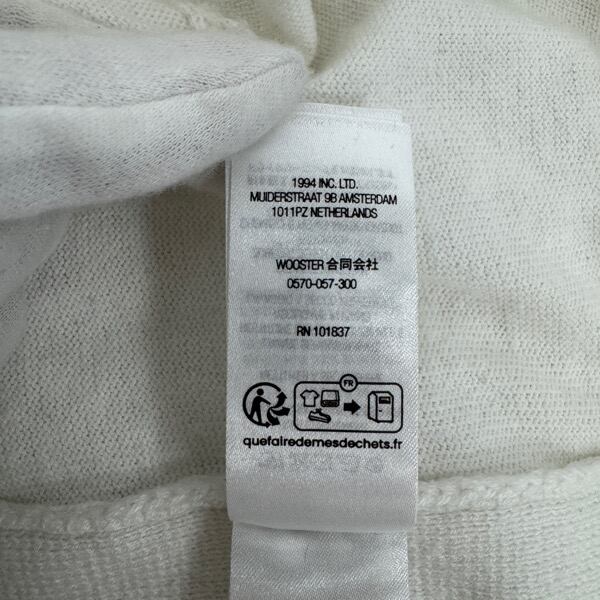 1994 INC. LTD.
MUIDERSTRAAT 9B AMSTERDAM
1011PZ NETHERLANDS
WOOSTER 合同会社
0570-057-300
RN 101837
FR
quefairedemesdechets.fr